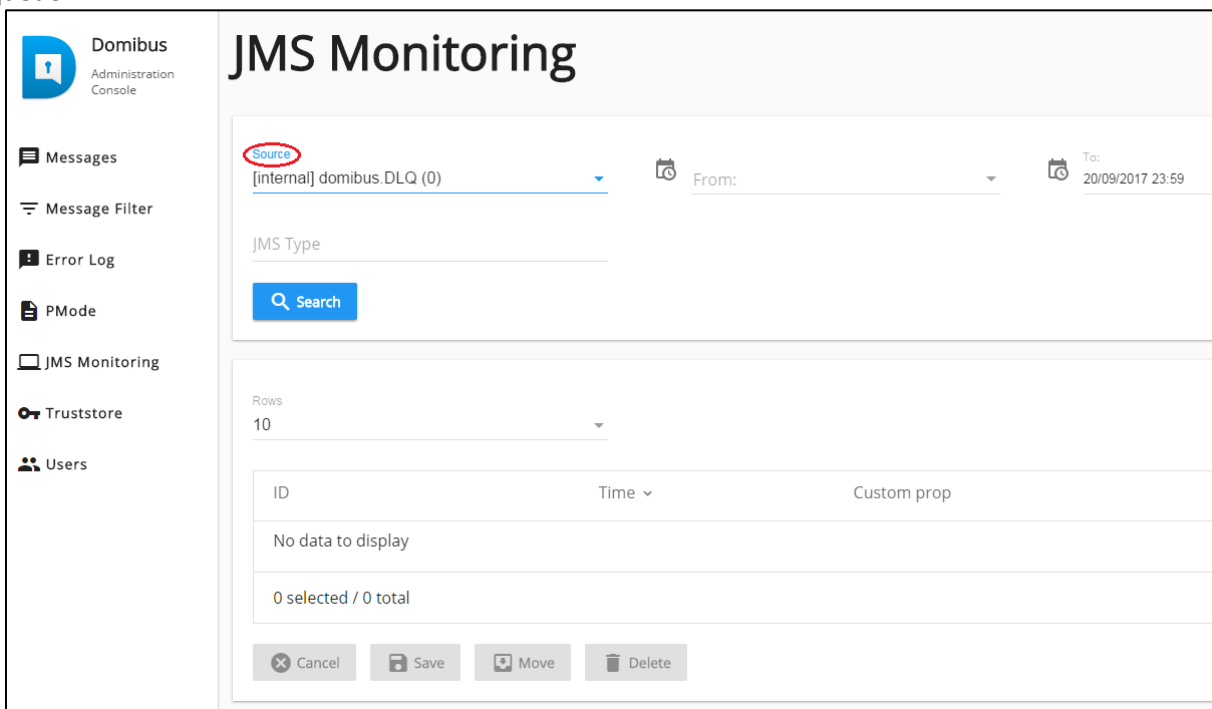 Domibus
Administration
Console
JMS Monitoring
Messages
Message Filter
Error Log
PMode
JMS Monitoring
Truststore
Users
Source
[internal] domibus.DLQ (0)
From:
To:
20/09/2017 23:59
JMS Type
Search
Rows
10
ID Time Custom prop
No data to display
0 selected / 0 total
Cancel Save Move Delete